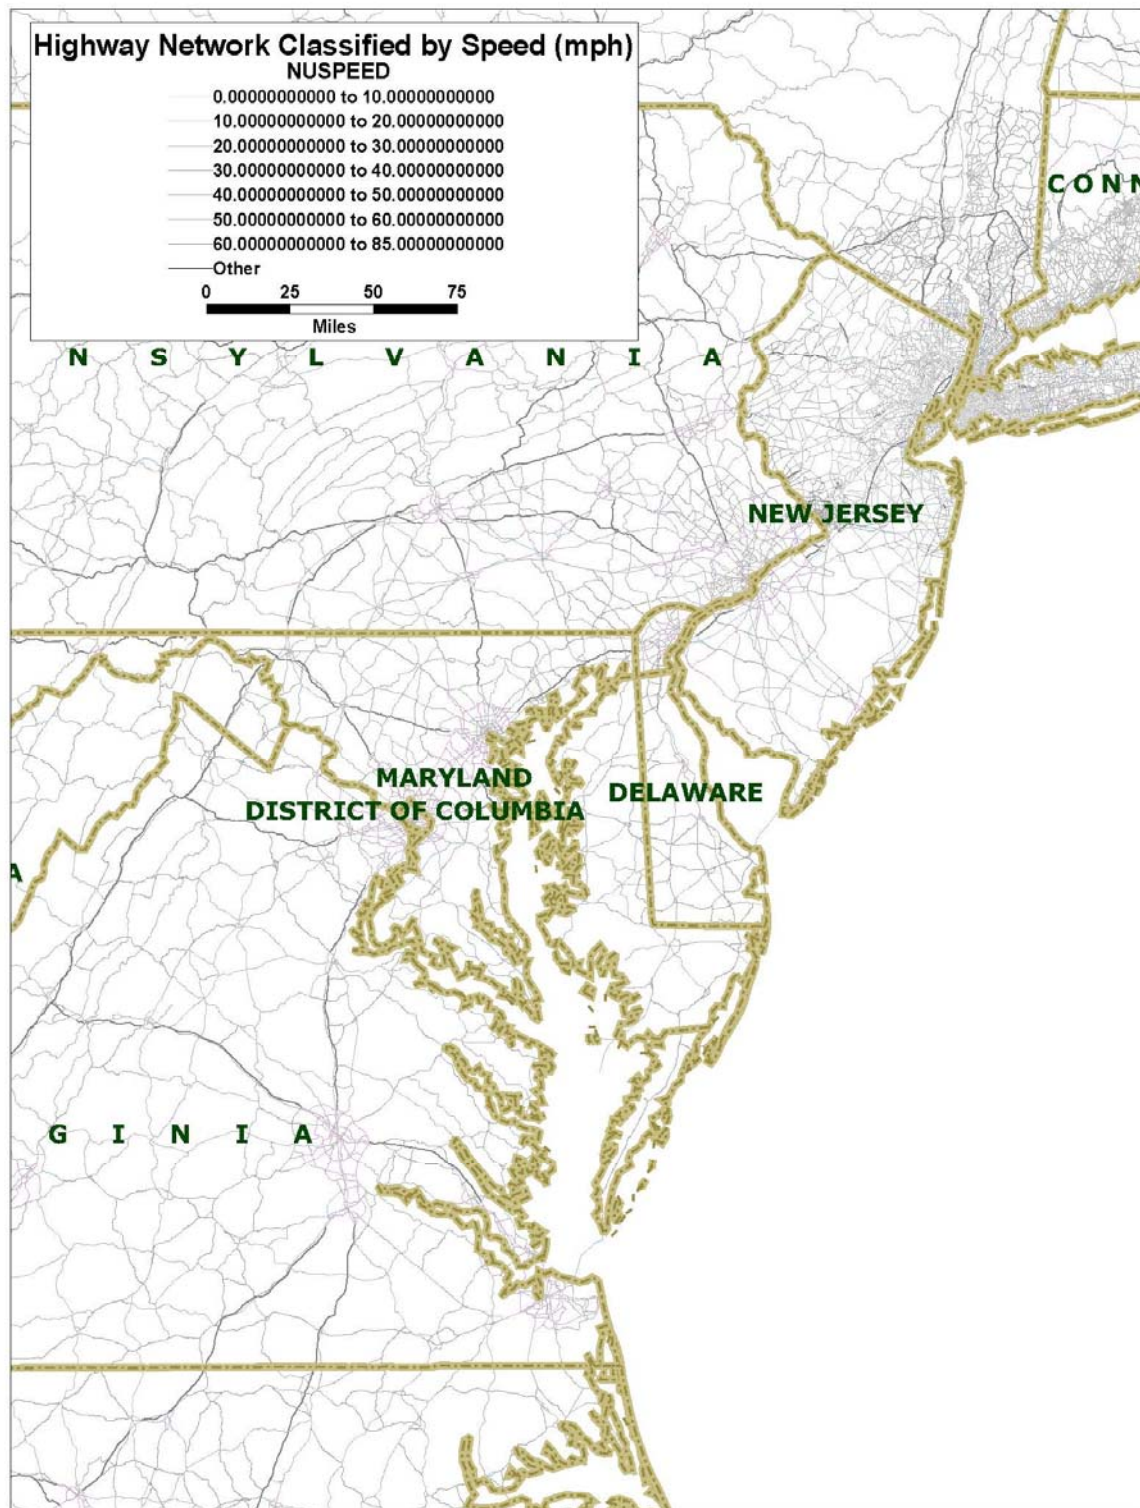 Highway Network Classified by Speed (mph)
NUSPEED
0.00000000000 to 10.00000000000
10.00000000000 to 20.00000000000
20.00000000000 to 30.00000000000
30.00000000000 to 40.00000000000
40.00000000000 to 50.00000000000
50.00000000000 to 60.00000000000
60.00000000000 to 85.00000000000
Other
0 25 50 75
Miles
CONN
NSYLVANIA
NEW JERSEY
MARYLAND
DISTRICT OF COLUMBIA
DELAWARE
A
GINIA